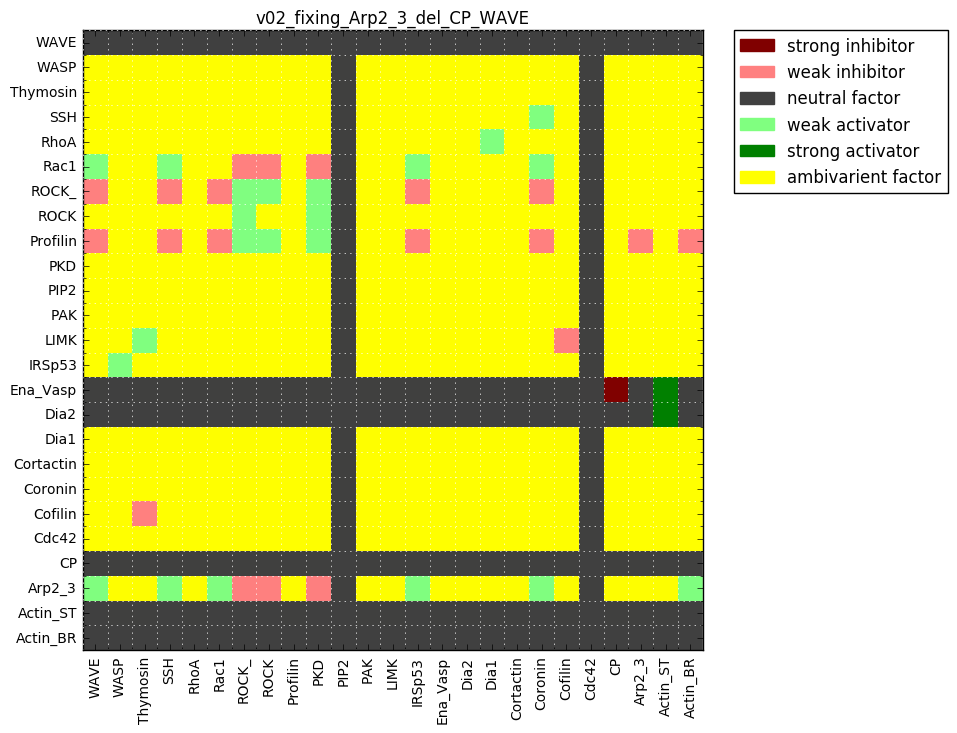 v02_fixing_Arp2_3_del_CP_WAVE
WAVE
WASP
Thymosin
SSH
RhoA
Rac1
ROCK_
ROCK
Profilin
PKD
PIP2
PAK
LIMK
IRSp53
Ena_Vasp
Dia2
Dia1
Cortactin
Coronin
Cofilin
Cdc42
CP
Arp2_3
Actin_ST
Actin_BR
WAVE
WASP
Thymosin
SSH
RhoA
Rac1
ROCK_
ROCK
Profilin
PKD
PIP2
PAK
LIMK
IRSp53
Ena_Vasp
Dia2
Dia1
Cortactin
Coronin
Cofilin
Cdc42
CP
Arp2_3
Actin_ST
Actin_BR
strong inhibitor
weak inhibitor
neutral factor
weak activator
strong activator
ambivarient factor